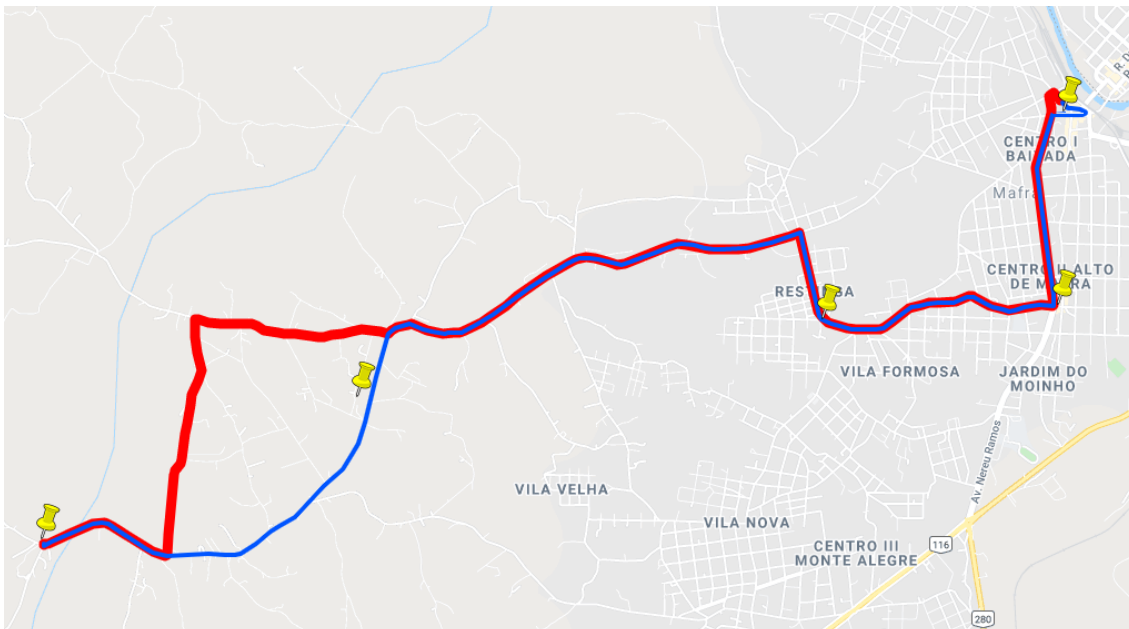 R. D
R
CENTRO I
BAIXADA
Mafra
CENTRO II ALTO
DE MAFRA
RESTINGA
VILA FORMOSA
JARDIM DO
MOINHO
Av. Nereu Ramos
VILA VELHA
VILA NOVA
CENTRO III
MONTE ALEGRE
116
280